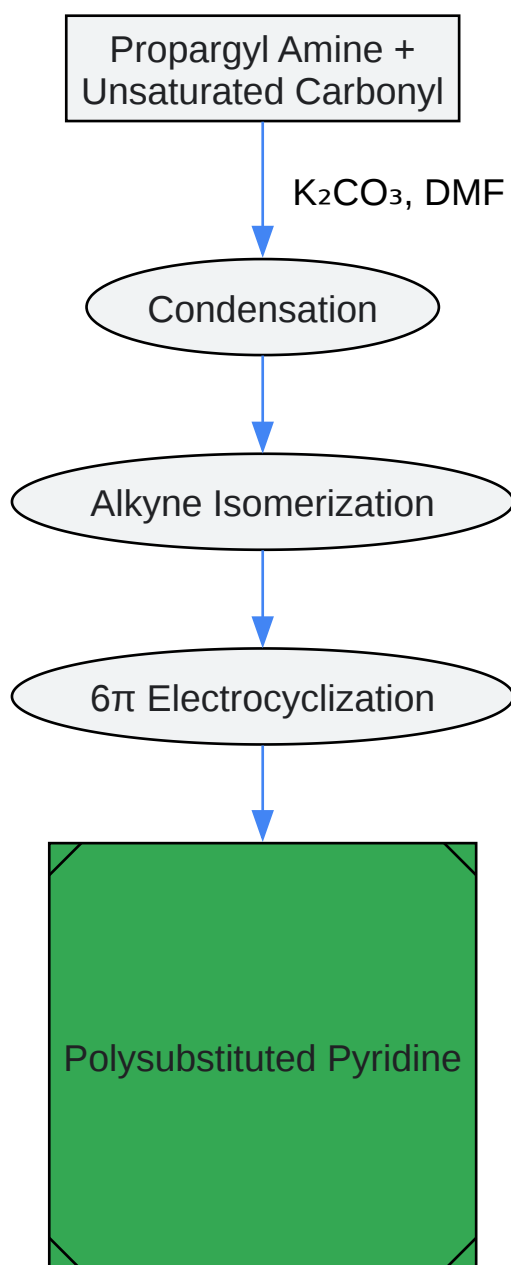 Propargyl Amine +
Unsaturated Carbonyl
K₂CO₃, DMF
Condensation
Alkyne Isomerization
6π Electrocyclization
Polysubstituted Pyridine